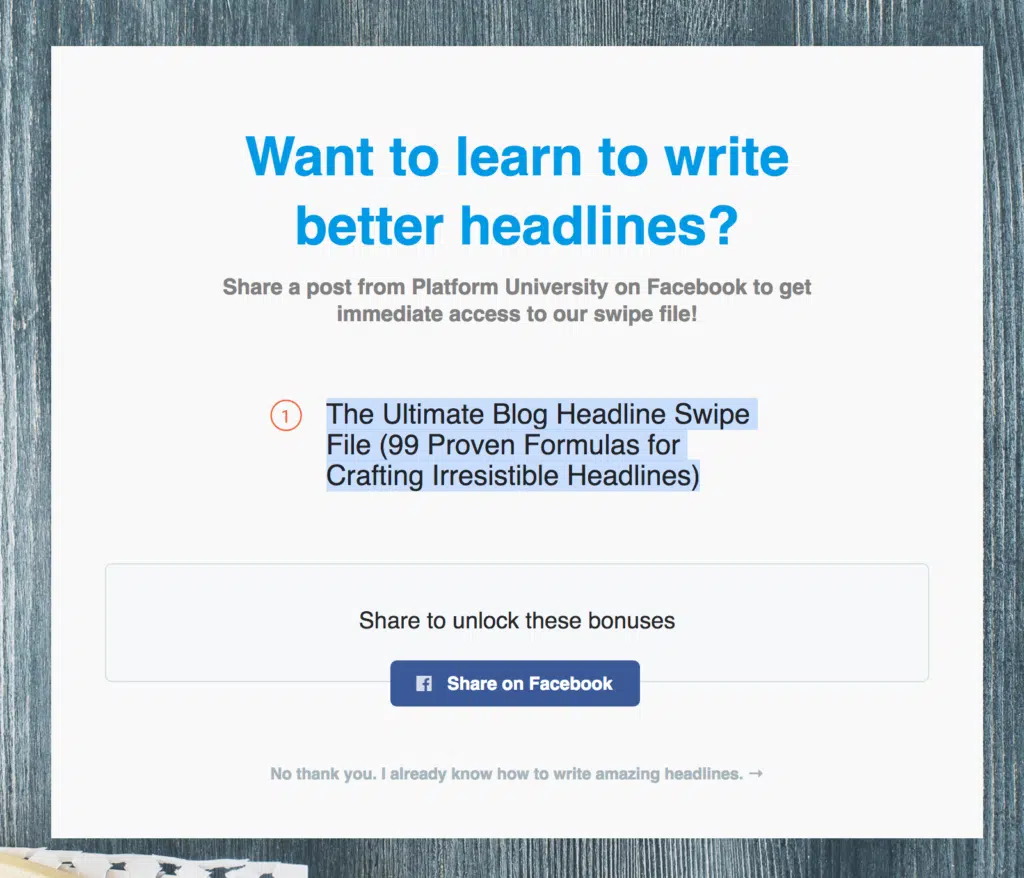 Want to learn to write
better headlines?
Share a post from Platform University on Facebook to get
immediate access to our swipe file!
1
The Ultimate Blog Headline Swipe
File (99 Proven Formulas for
Crafting Irresistible Headlines)
Share to unlock these bonuses
Share on Facebook
No thank you. I already know how to write amazing headlines. →